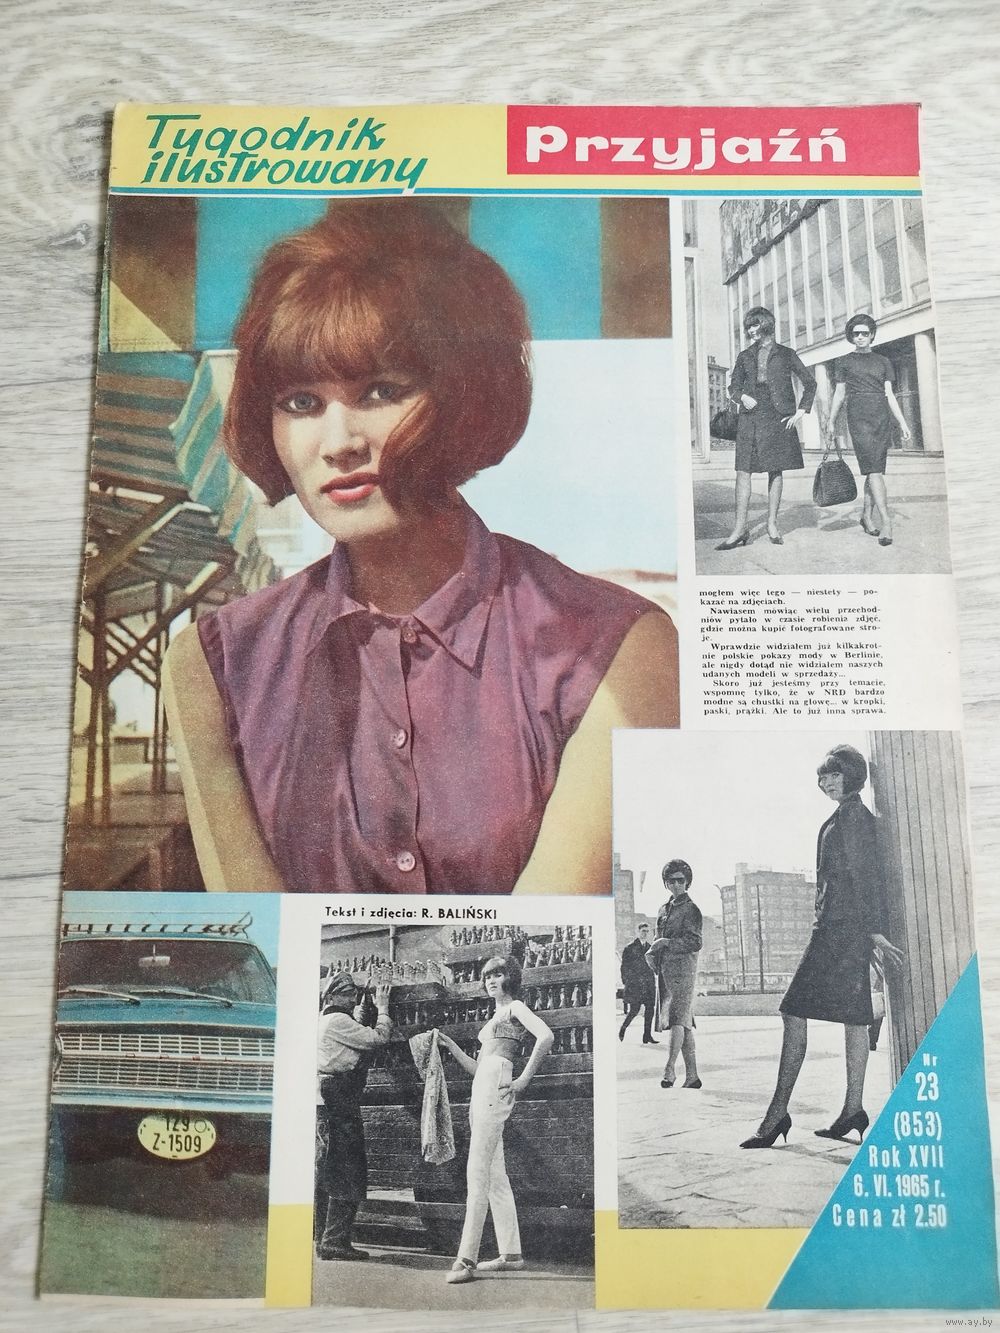 Tygodnik
ilustrowany
Przyjaźń
mogłem więc tego — niestety — po-
kazać na zdjęciach.
Nawiasem mówiąc wielu przechod-
niów pytało w czasie robienia zdjęć,
gdzie można kupić fotografowane stro-
je.
Wprawdzie widziałem już kilkakrot-
nie polskie pokazy mody w Berlinie,
ale nigdy dotąd nie widziałem naszych
udanych modeli w sprzedaży...
Skoro już jesteśmy przy temacie,
wspomnę tylko, że w NRD bardzo
modne są chustki na głowę... w kropki,
paski, prążki. Ale to już inna sprawa.
Tekst i zdjęcia: R. BALIŃSKI
129
Z-1509
Nr
23
(853)
Rok XVII
6. VI. 1965 r.
Cena zł 2.50
www.ay.by